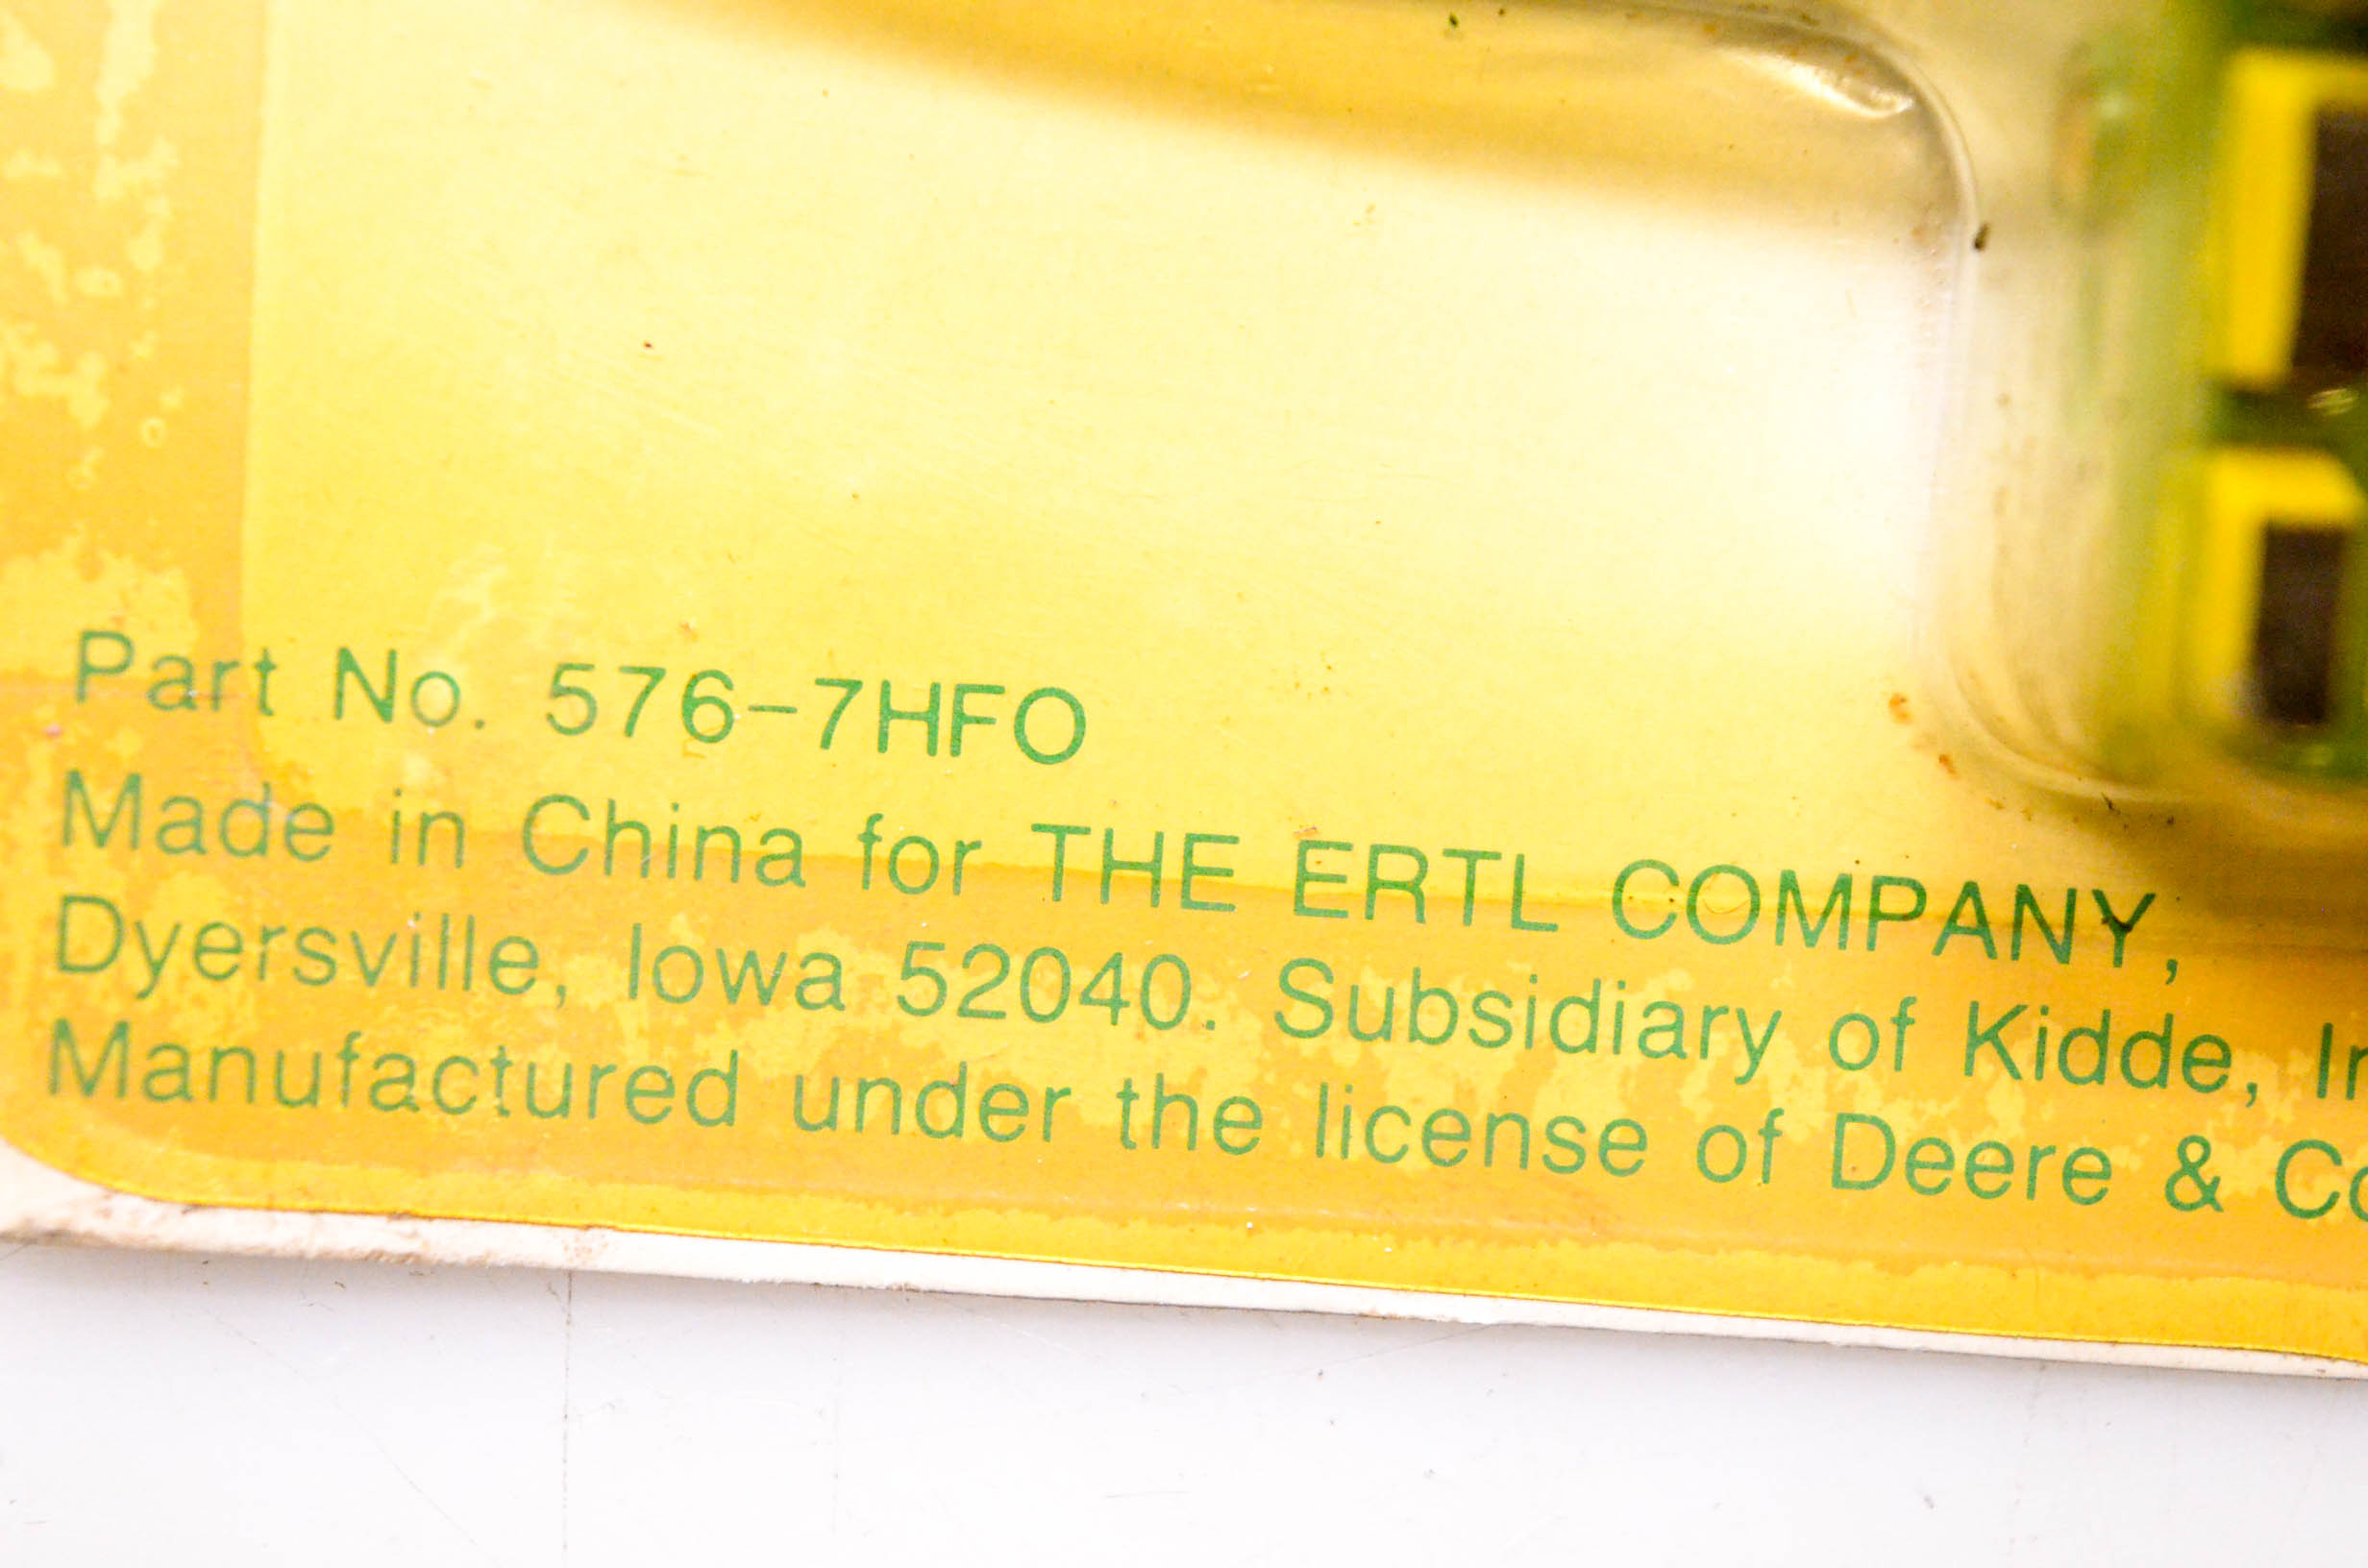 Part No. 576-7HFO
Made in China for THE ERTL COMPANY,
Dyersville, Iowa 52040. Subsidiary of Kidde,
Manufactured under the license of Deere &